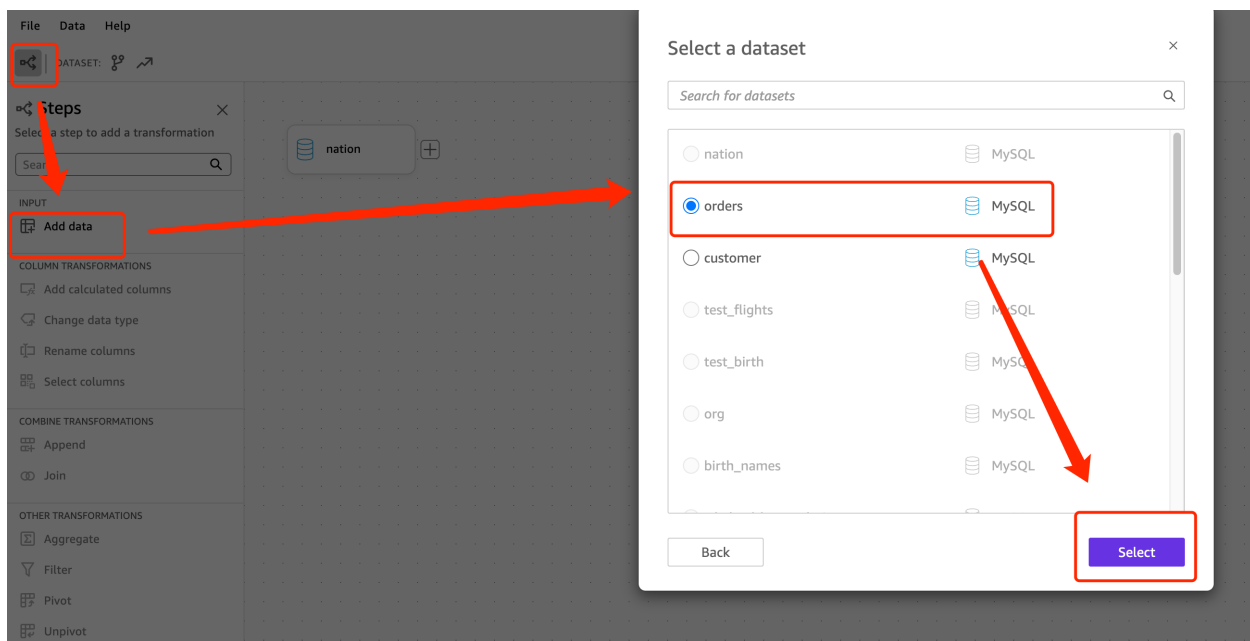 File Data Help
DATASET:
Steps
Select a step to add a transformation
Sear
INPUT
Add data
COLUMN TRANSFORMATIONS
Add calculated columns
Change data type
Rename columns
Select columns
COMBINE TRANSFORMATIONS
Append
Join
OTHER TRANSFORMATIONS
Aggregate
Filter
Pivot
Unpivot
nation
Select a dataset
Search for datasets
nation MySQL
orders MySQL
customer MySQL
test_flights MySQL
test_birth MySQL
org MySQL
birth_names MySQL
Back Select